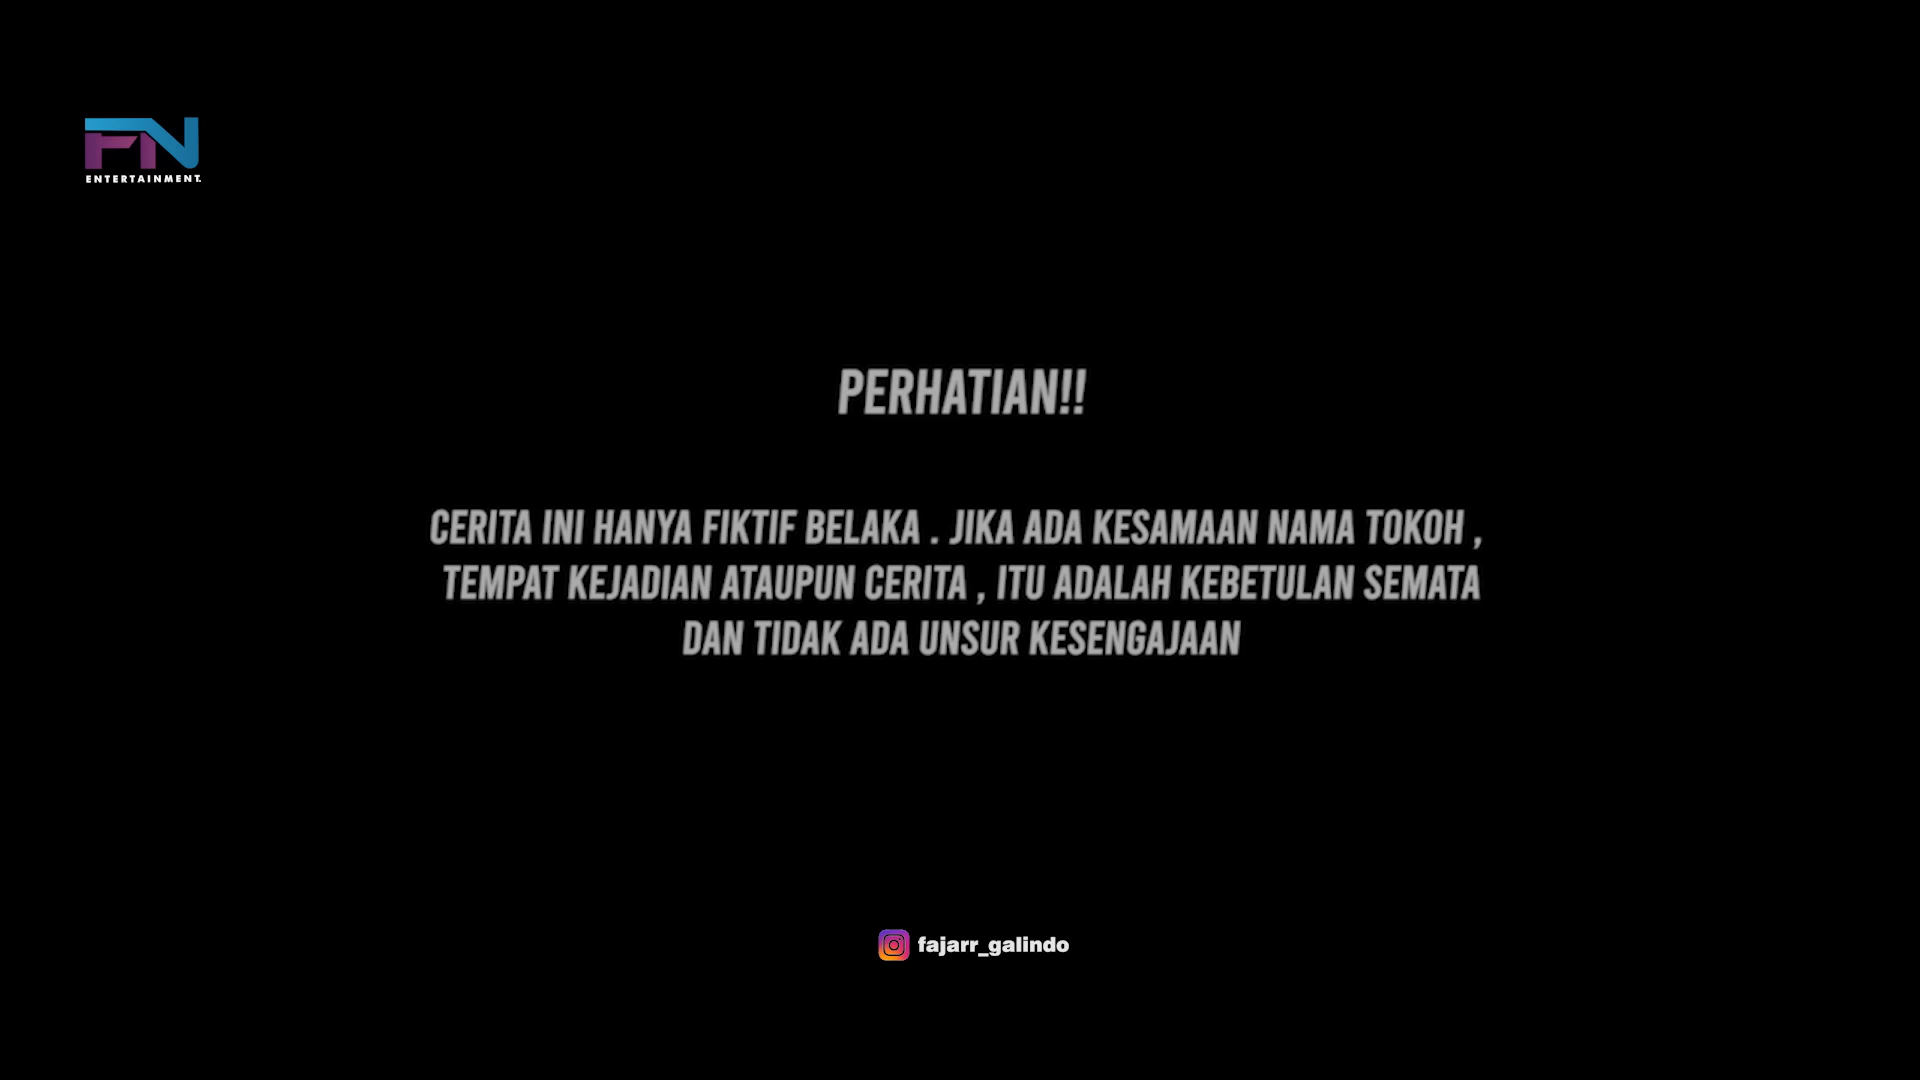 FN
ENTERTAINMENT.
PERHATIAN!!
CERITA INI HANYA FIKTIF BELAKA . JIKA ADA KESAMAAN NAMA TOKOH ,
TEMPAT KEJADIAN ATAUPUN CERITA , ITU ADALAH KEBETULAN SEMATA
DAN TIDAK ADA UNSUR KESENGAJAAN
fajarr_galindo